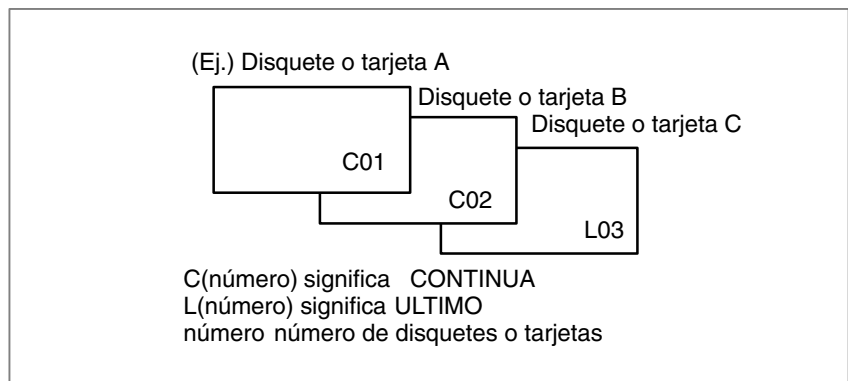 (Ej.) Disquete o tarjeta A
Disquete o tarjeta B
Disquete o tarjeta C
C01
C02
L03
C(número) significa CONTINUA
L(número) significa ULTIMO
número número de disquetes o tarjetas